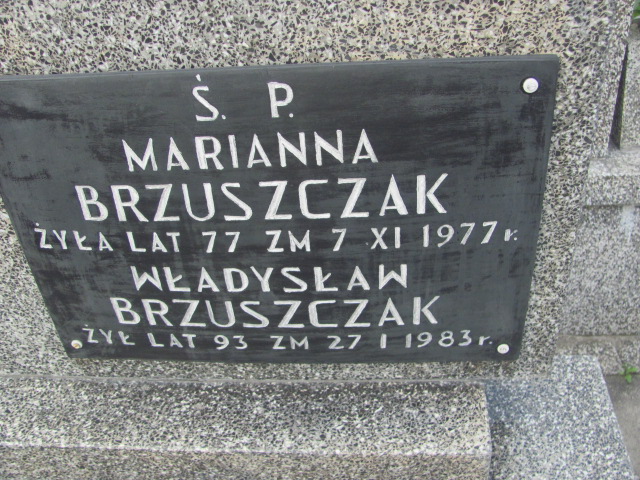 Ś. P.
MARIANNA
BRZUSZCZAK
ŻYŁA LAT 77 ZM 7 XI 1977 r.
WŁADYSŁAW
BRZUSZCZAK
ŻYŁ LAT 93 ZM 27 I 1983 r.